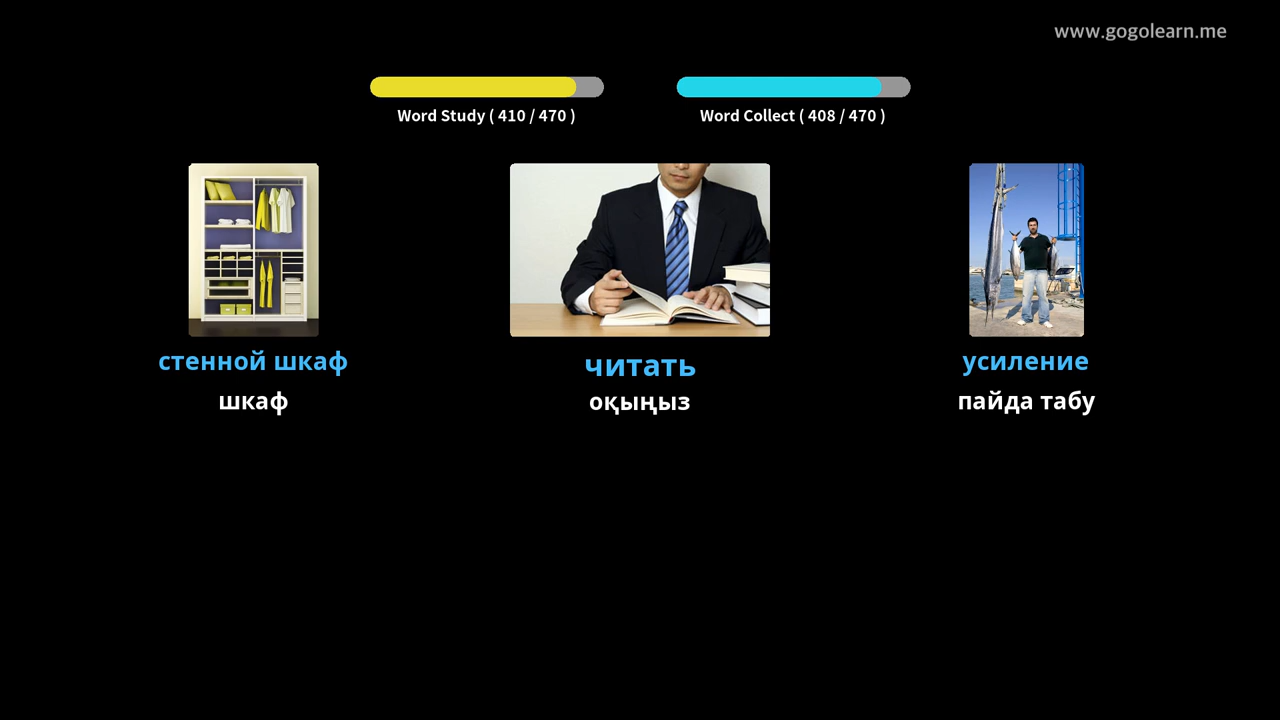 www.gogolearn.me
Word Study ( 410 / 470 )
Word Collect ( 408 / 470 )
стенной шкаф
шкаф
читать
оқыңыз
усиление
пайда табу